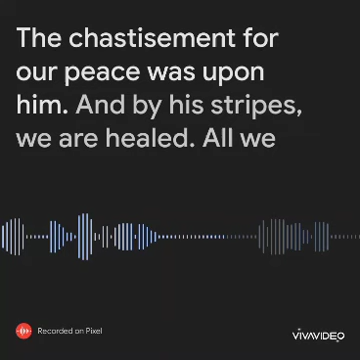 The chastisement for
our peace was upon
him. And by his stripes,
we are healed. All we
Recorded on Pixel
VIVAVIDEO